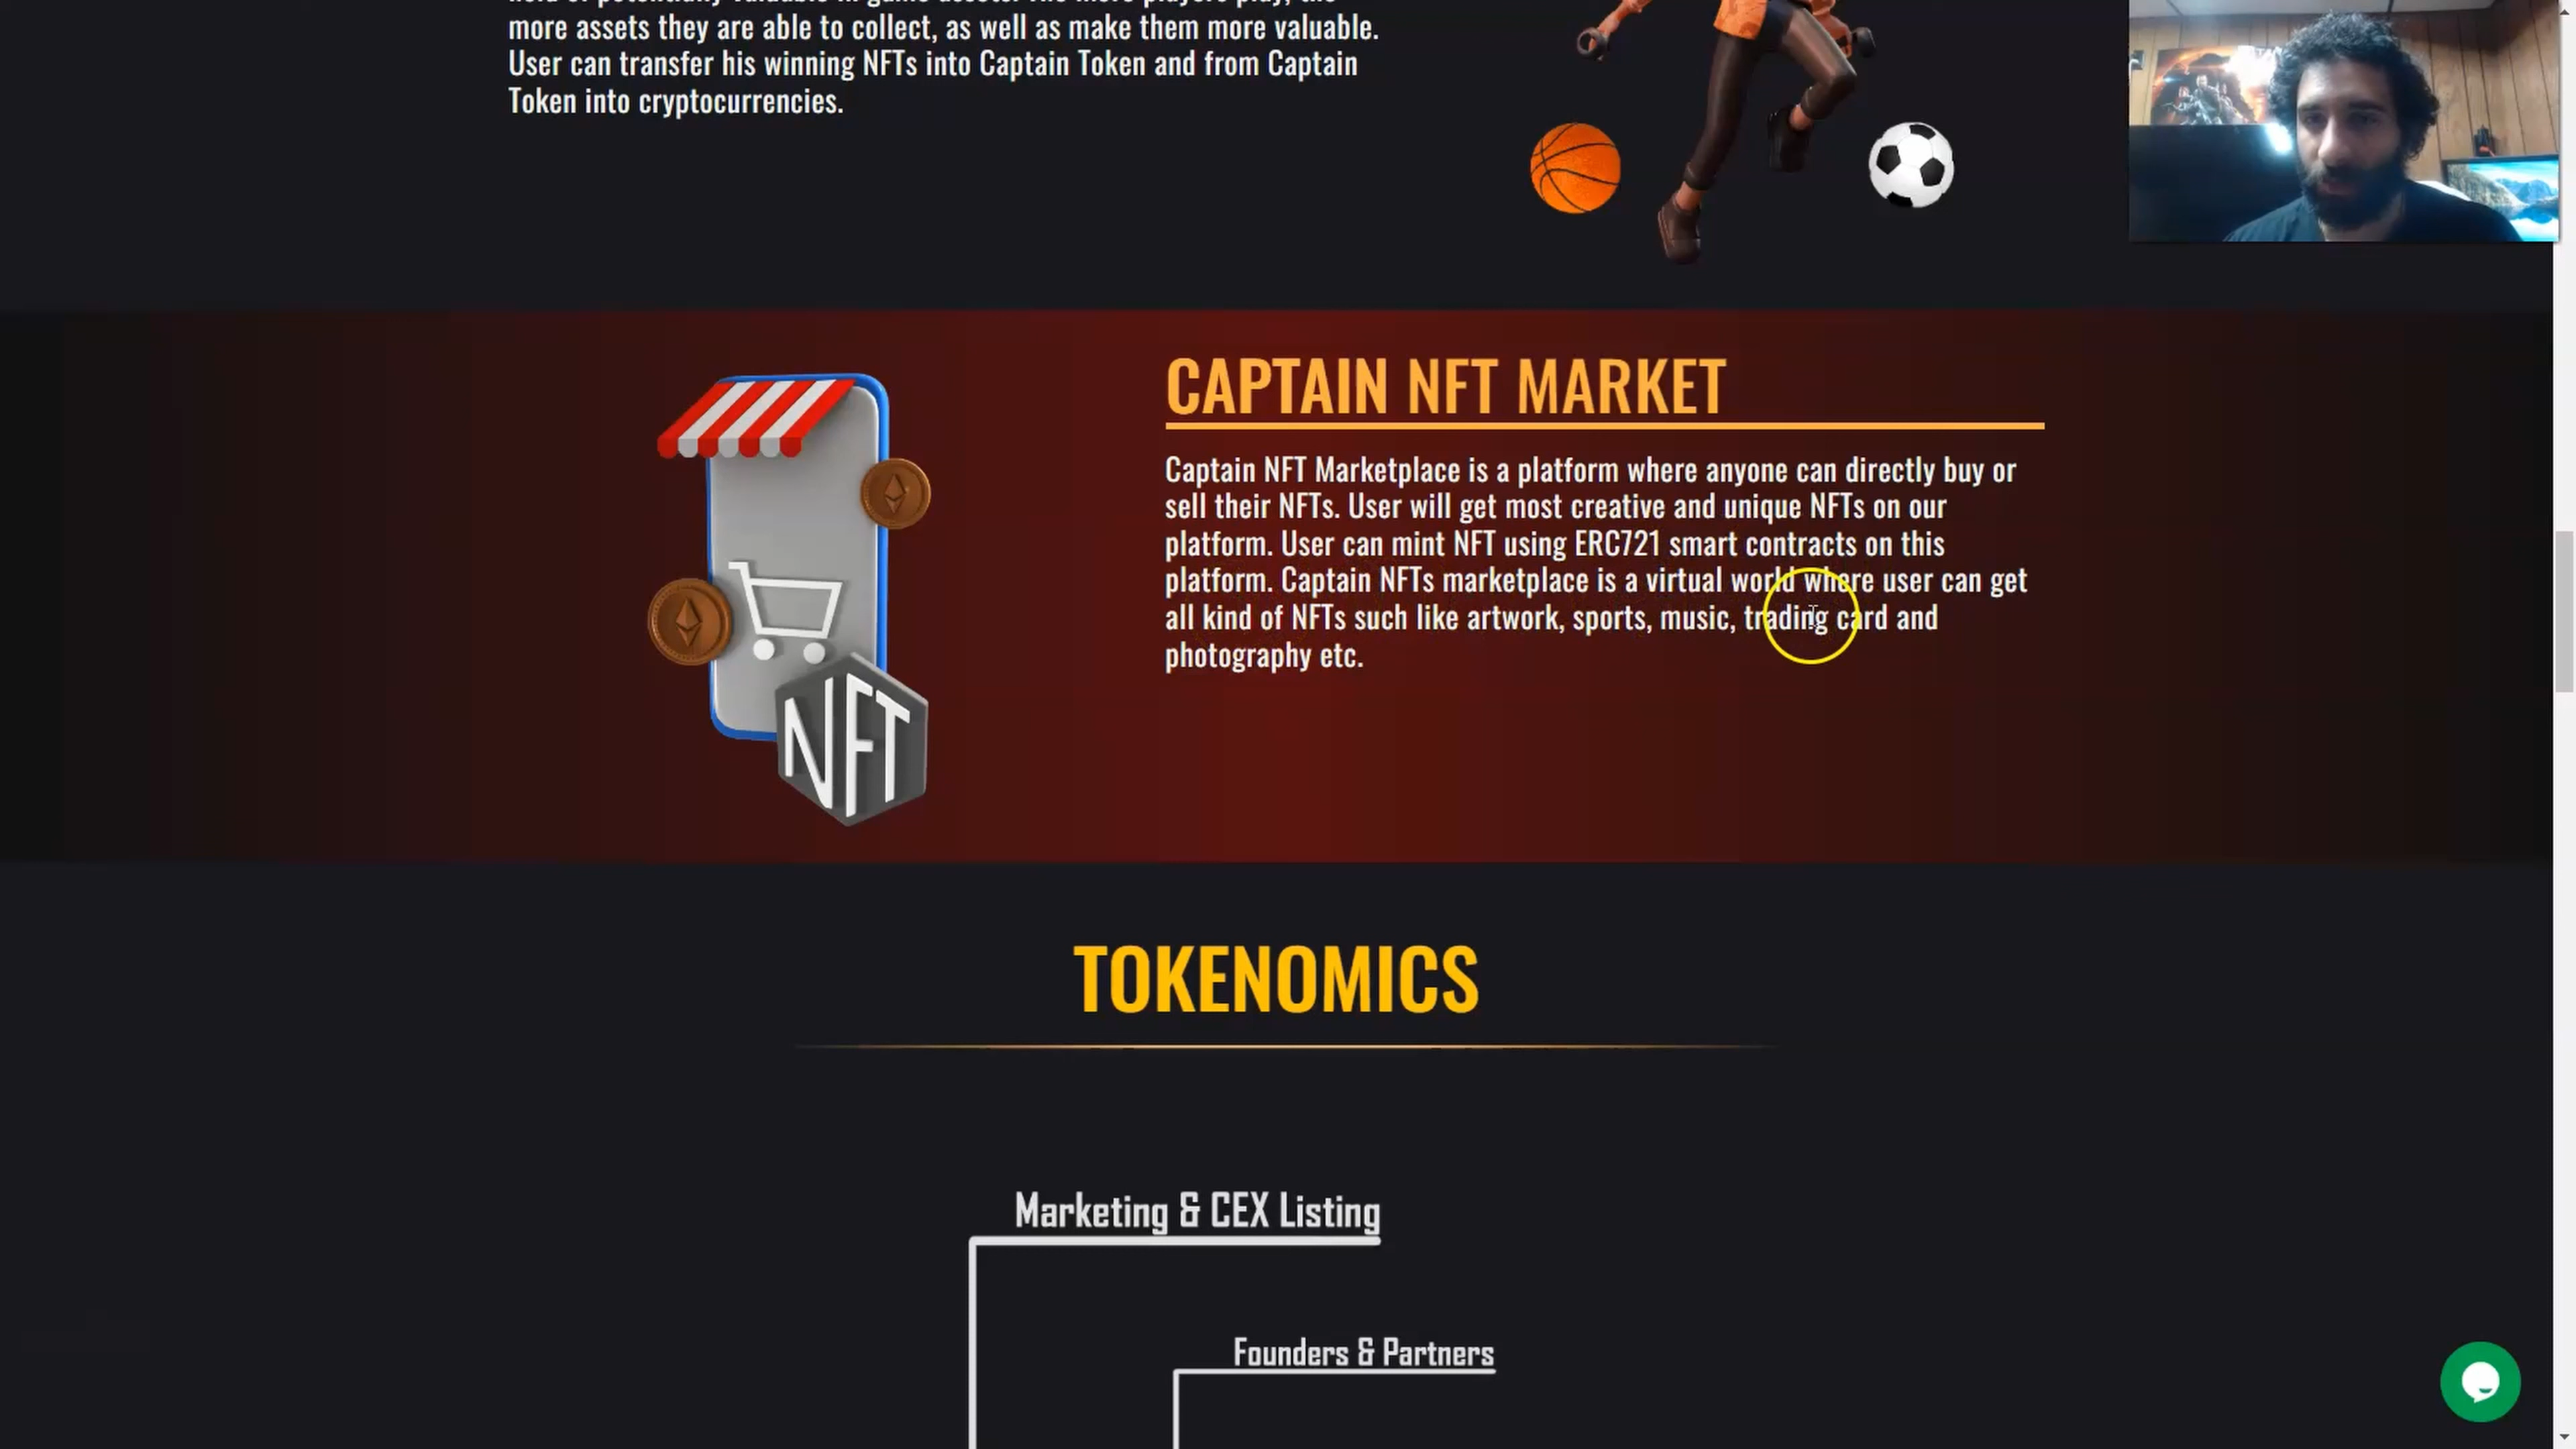 more assets they are able to collect, as well as make them more valuable.
User can transfer his winning NFTs into Captain Token and from Captain
Token into cryptocurrencies.
CAPTAIN NFT MARKET
Captain NFT Marketplace is a platform where anyone can directly buy or
sell their NFTs. User will get most creative and unique NFTs on our
platform. User can mint NFT using ERC721 smart contracts on this
platform. Captain NFTs marketplace is a virtual world where user can get
all kind of NFTs such like artwork, sports, music, trading card and
photography etc.
NFT
TOKENOMICS
Marketing & CEX Listing
Founders & Partners